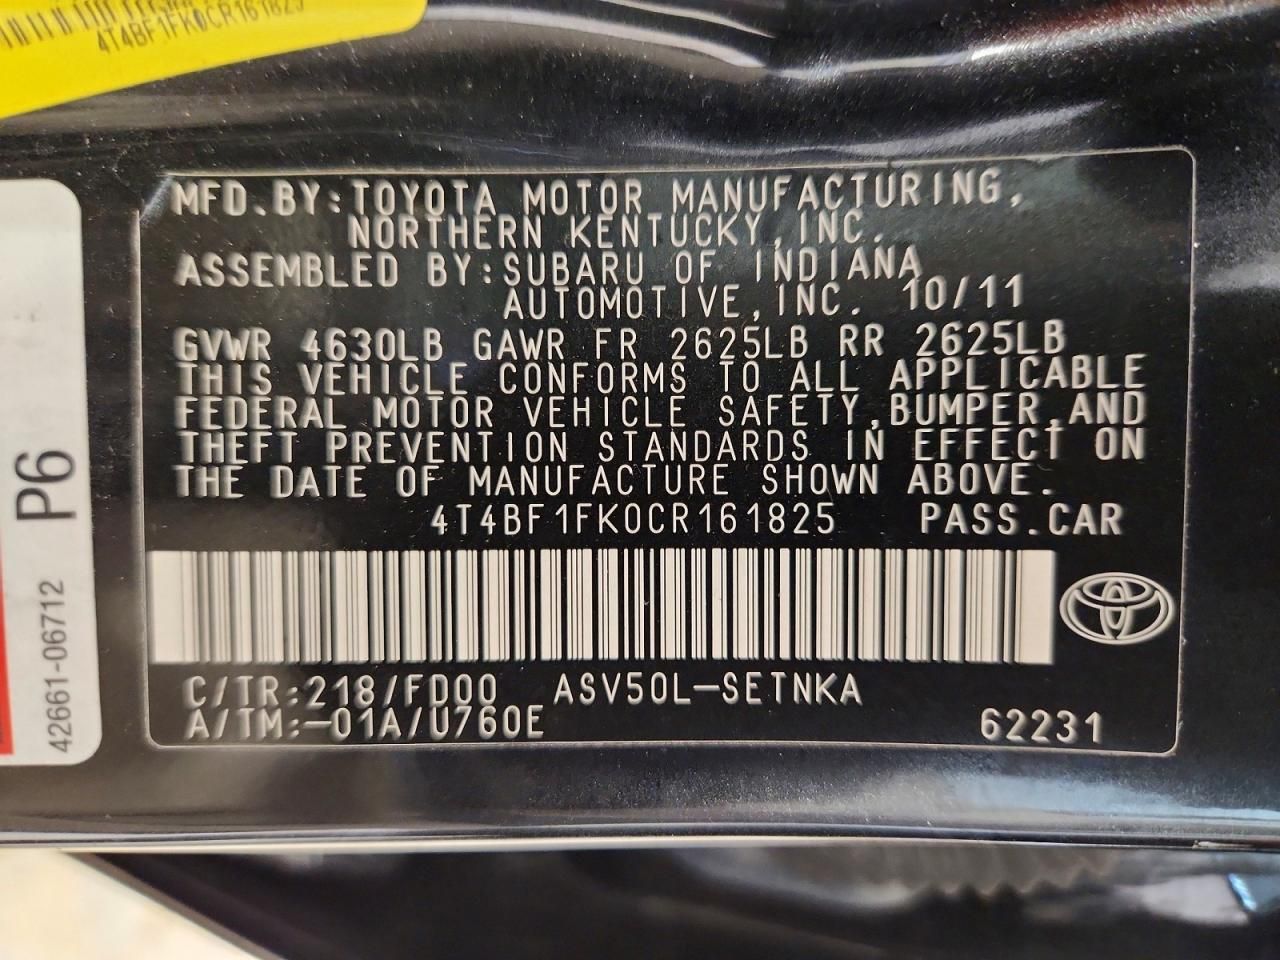 4T4BF1FK0CR161825
MFD.BY:TOYOTA MOTOR MANUFACTURING,
NORTHERN KENTUCKY,INC.
ASSEMBLED BY:SUBARU OF INDIANA
AUTOMOTIVE,INC. 10/11
GVWR 4630LB GAWR FR 2625LB RR 2625LB
THIS VEHICLE CONFORMS TO ALL APPLICABLE
FEDERAL MOTOR VEHICLE SAFETY,BUMPER,AND
THEFT PREVENTION STANDARDS IN EFFECT ON
THE DATE OF MANUFACTURE SHOWN ABOVE.
4T4BF1FK0CR161825 PASS.CAR
C/TR:218/FD00 ASV50L-SETNKA
A/TM:-01A/U760E 62231
P6
42661-06712